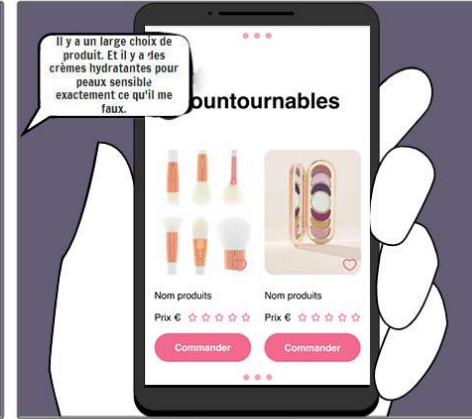 Il y a un large choix de
produit. Et il y a des
crèmes hydratantes pour
peaux sensible
exactement ce qu'il me
faux.
ountournables
Nom produits
Nom produits
Prix €
Prix €
Commander
Commander